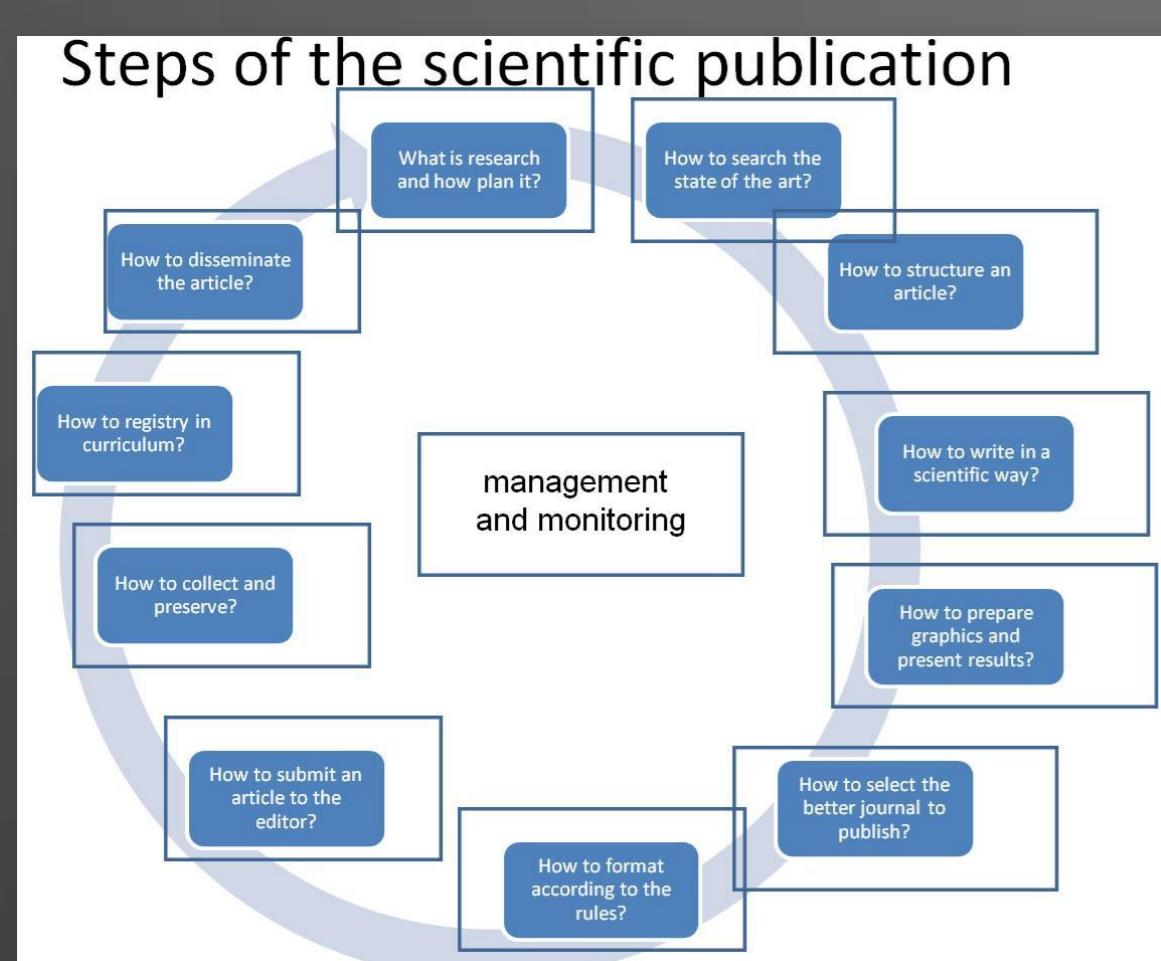 Steps of the scientific publication
What is research
and how plan it?
How to search the
state of the art?
How to structure an
article?
How to write in a
scientific way?
How to prepare
graphics and
present results?
How to select the
better journal to
publish?
How to format
according to the
rules?
How to submit an
article to the
editor?
How to collect and
preserve?
How to registry in
curriculum?
How to disseminate
the article?
management
and monitoring